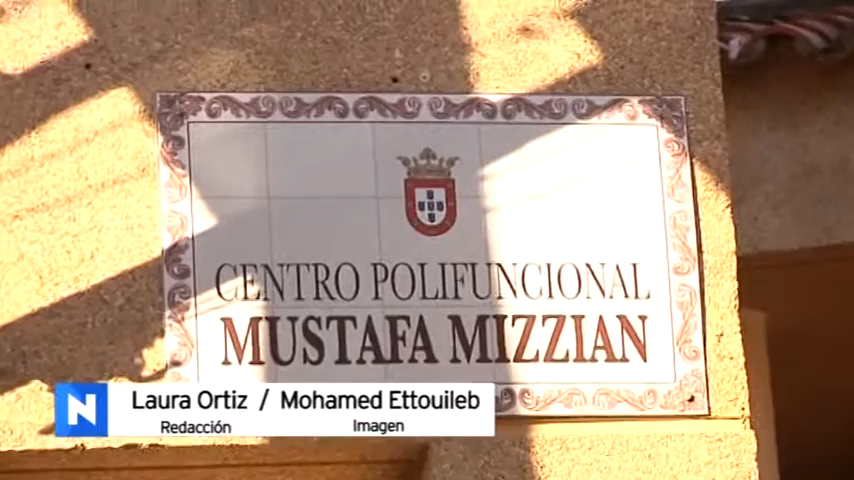 CENTRO POLIFUNCIONAL
MUSTAFA MIZZIAN
N
Laura Ortiz / Mohamed Ettouileb
Redacción Imagen